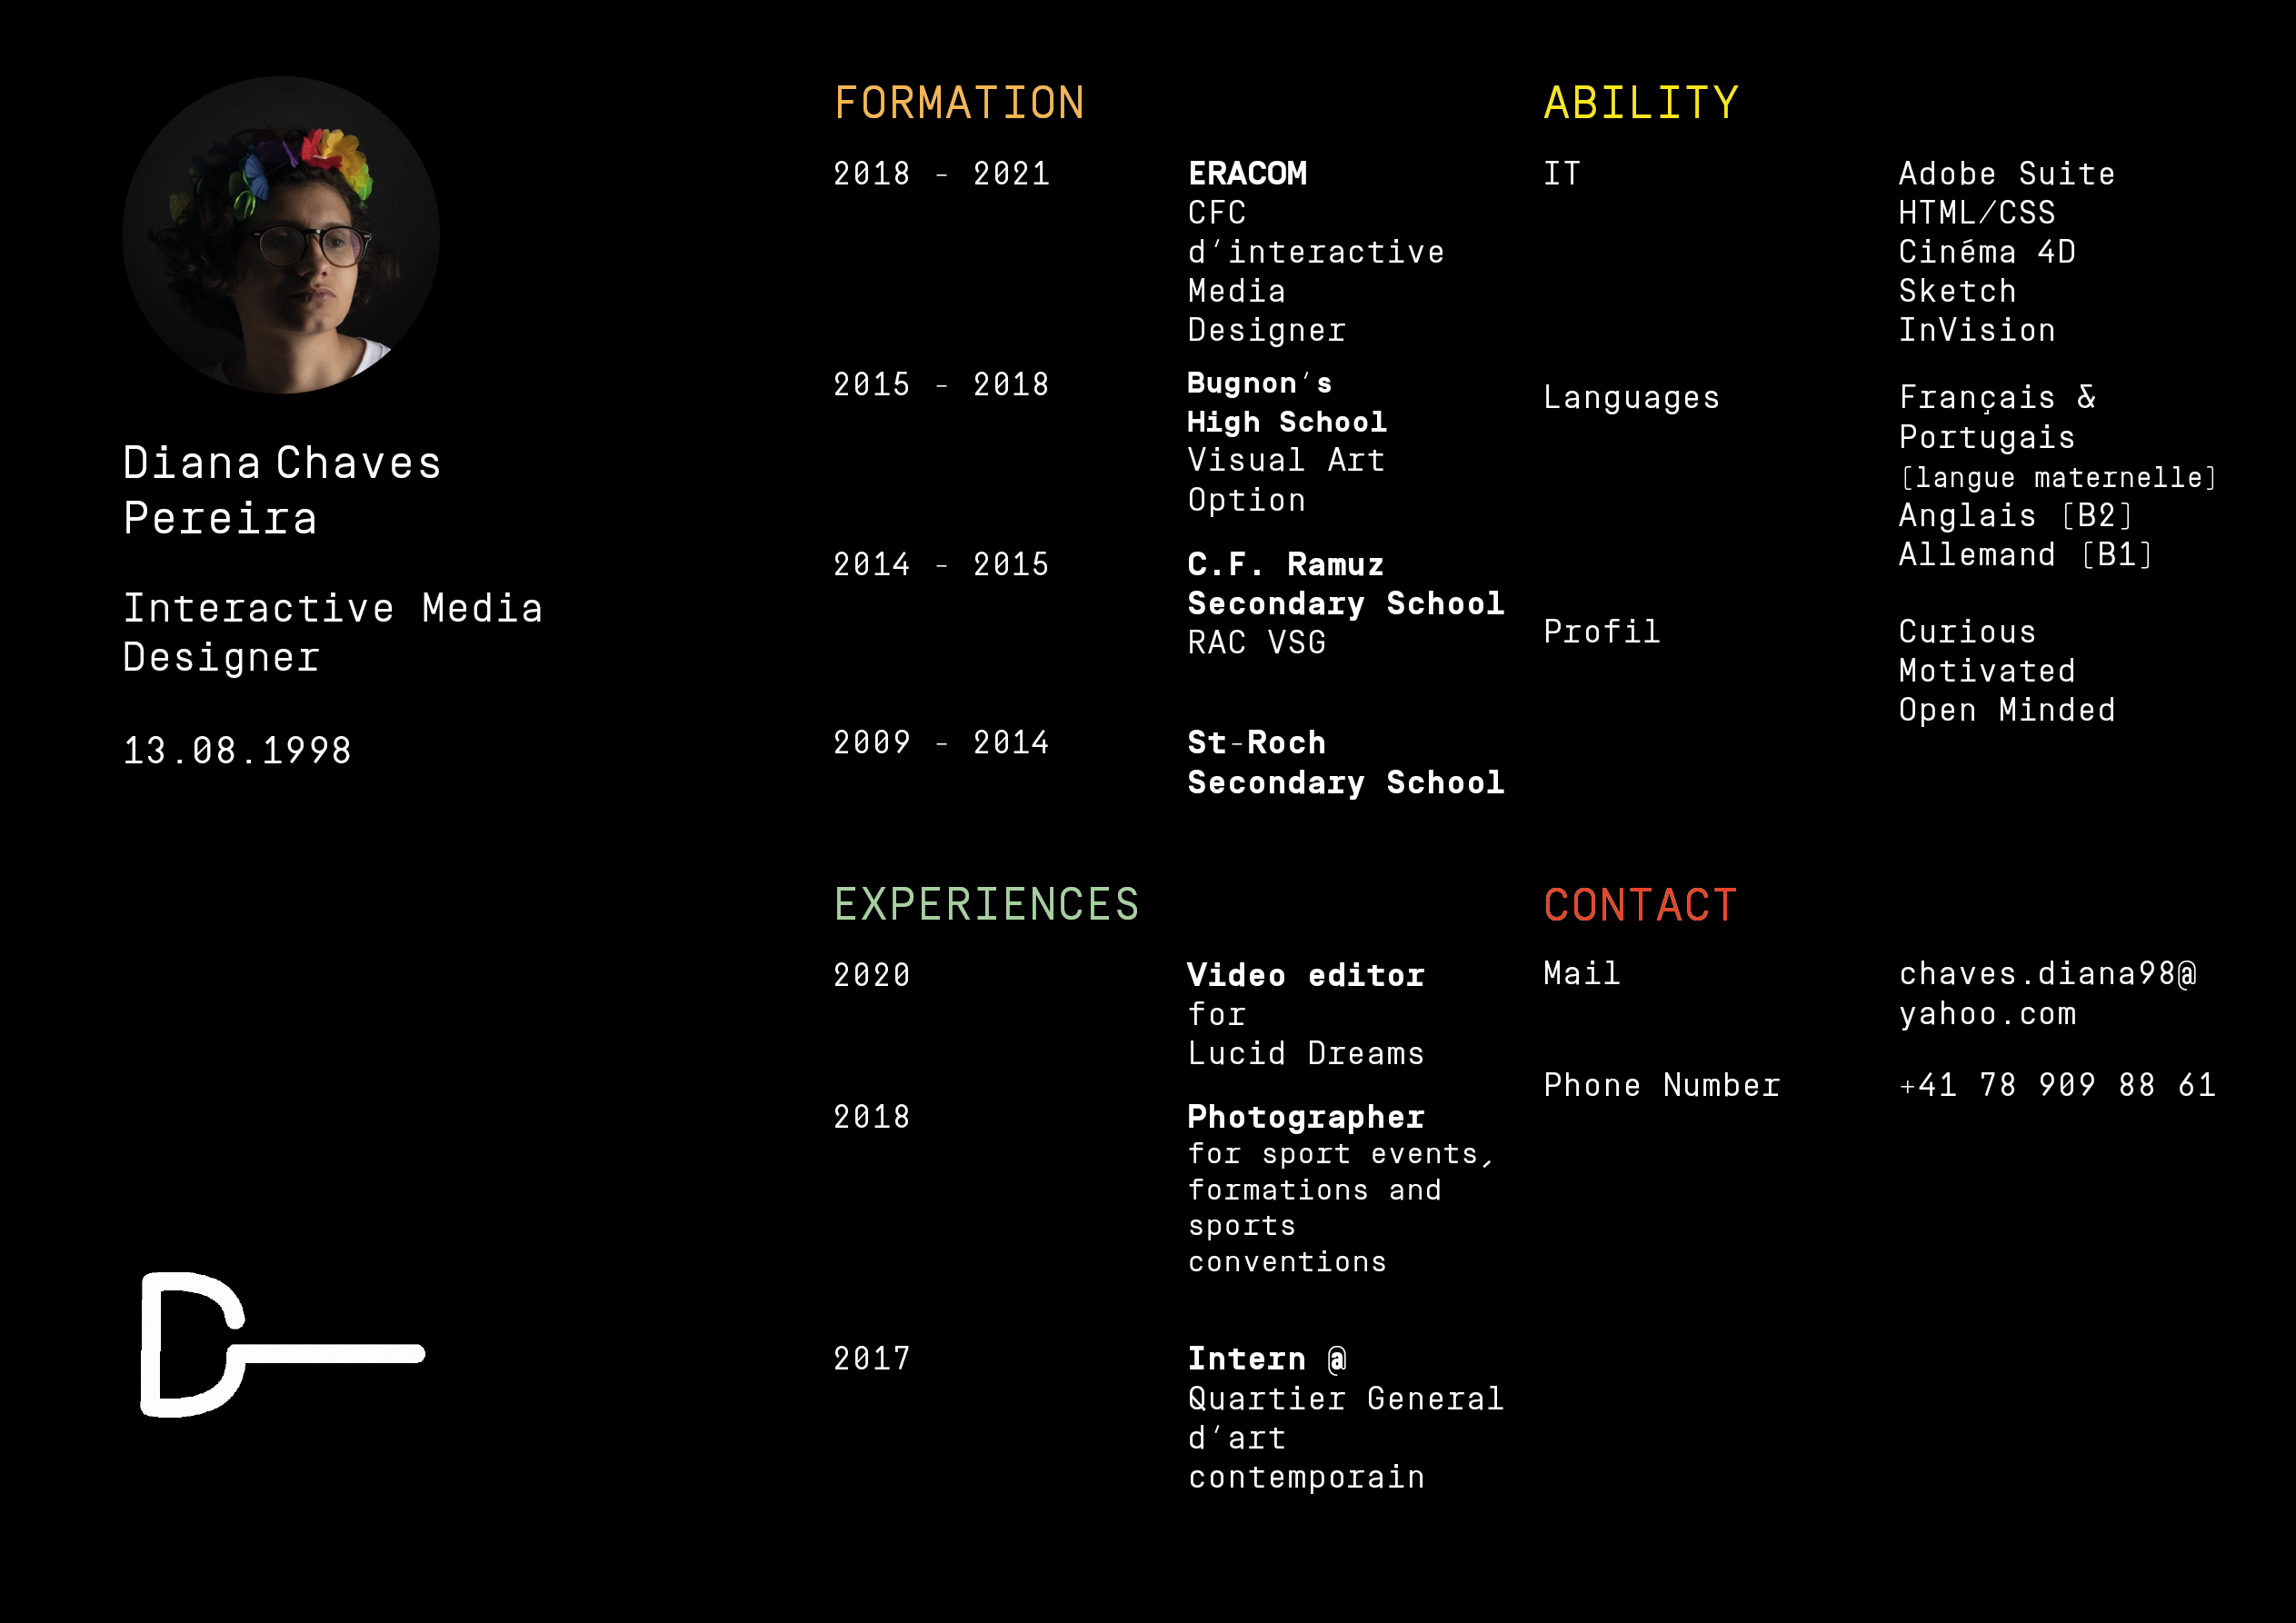 Diana Chaves
Pereira
Interactive Media
Designer
13.08.1998
FORMATION
2018 - 2021
ERACOM
CFC
d'interactive
Media
Designer
2015 - 2018
Bugnon's
High School
Visual Art
Option
2014 - 2015
C.F. Ramuz
Secondary School
RAC VSG
2009 - 2014
St-Roch
Secondary School
EXPERIENCES
2020
Video editor
for
Lucid Dreams
2018
Photographer
for sport events,
formations and
sports
conventions
2017
Intern @
Quartier General
d'art
contemporain
ABILITY
IT
Adobe Suite
HTML/CSS
Cinéma 4D
Sketch
InVision
Languages
Français &
Portugais
(langue maternelle)
Anglais (B2)
Allemand (B1)
Profil
Curious
Motivated
Open Minded
CONTACT
Mail
chaves.diana98@
yahoo.com
Phone Number
+41 78 909 88 61
D